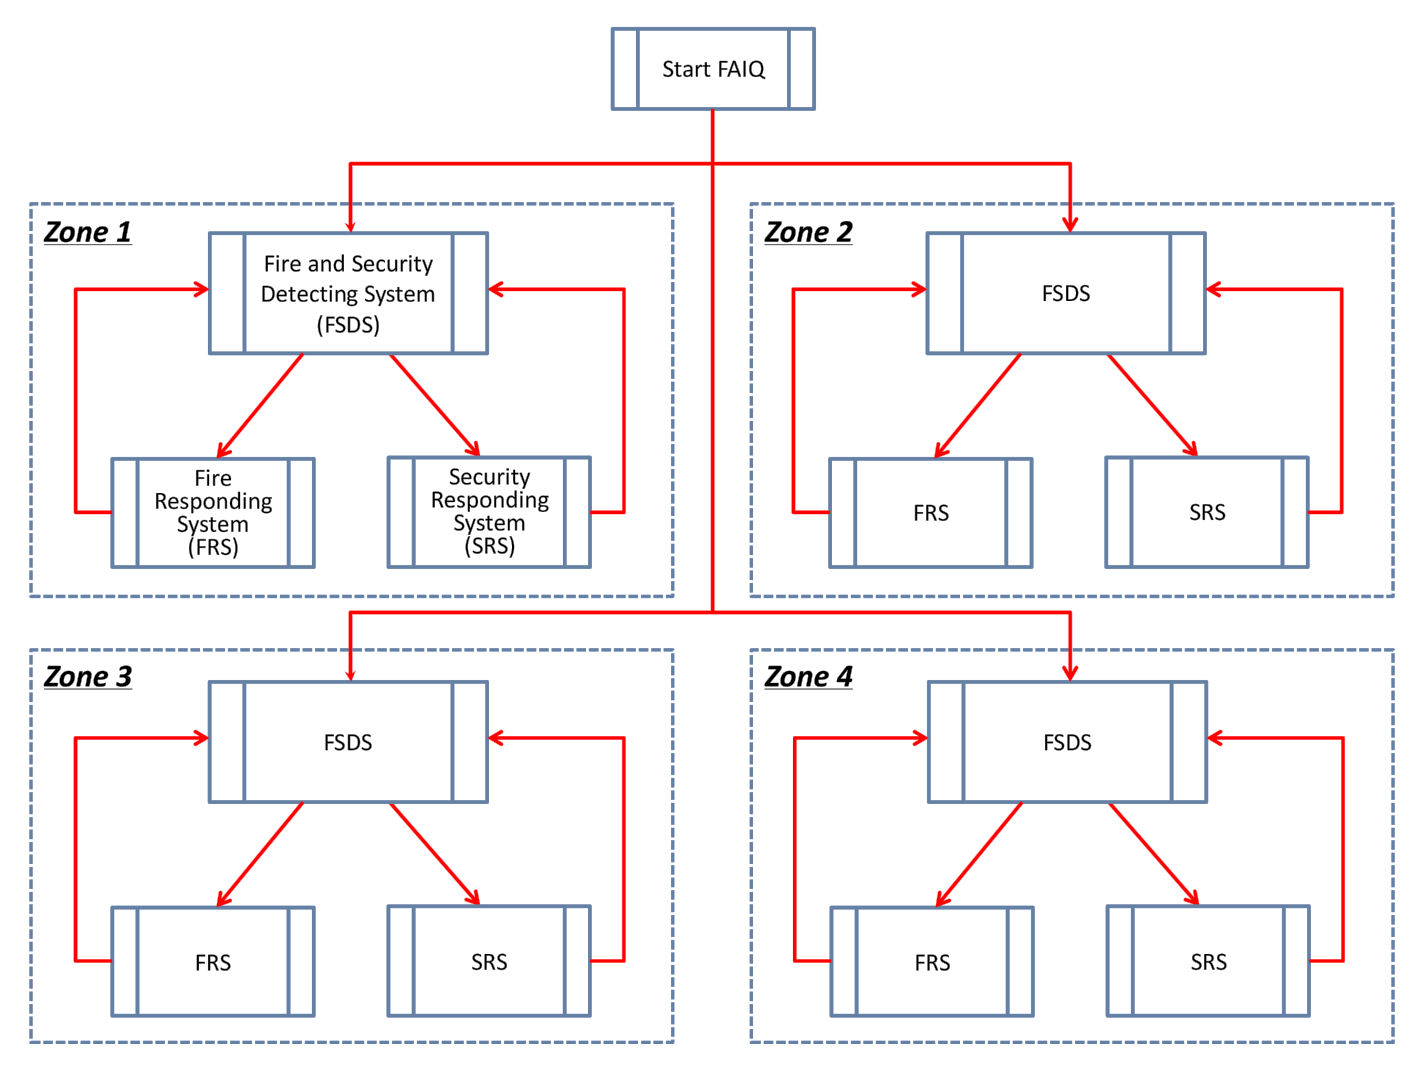 Start FAIQ
Zone 1
Fire and Security
Detecting System
(FSDS)
Fire
Responding
System
(FRS)
Security
Responding
System
(SRS)
Zone 2
FSDS
FRS
SRS
Zone 3
FSDS
FRS
SRS
Zone 4
FSDS
FRS
SRS